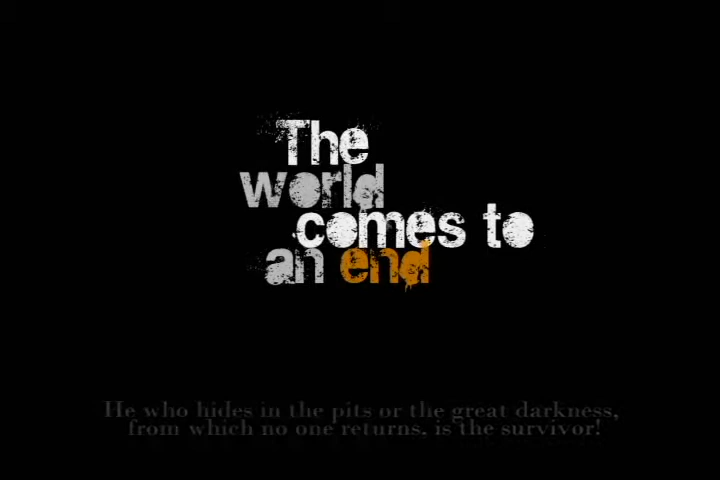 The
world
comes to
an end
He who hides in the pits or the great darkness,
from which no one returns, is the survivor!